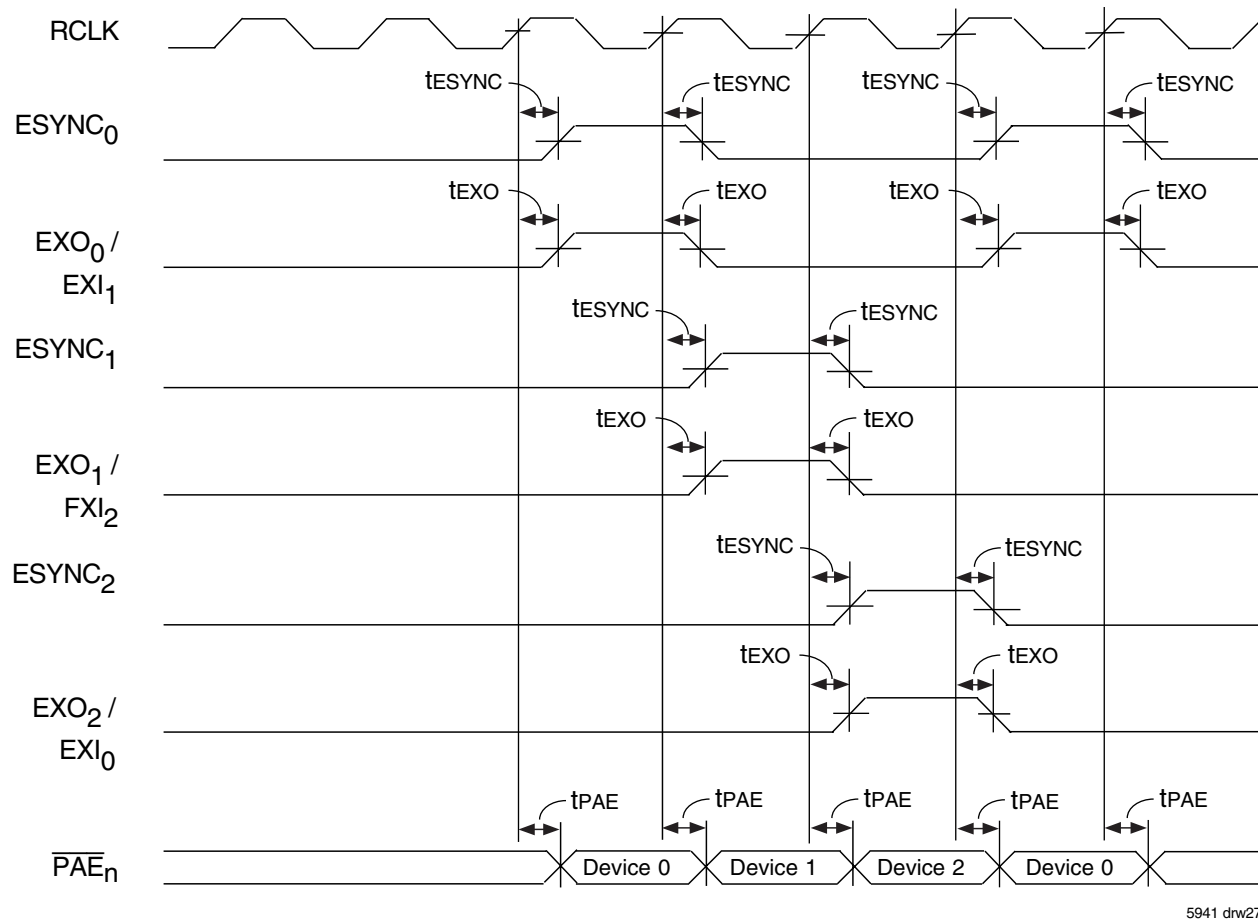 RCLK
tESYNC tESYNC tESYNC tESYNC
ESYNC0
tEXO tEXO tEXO tEXO
EXO0 /
EXI1
tESYNC tESYNC
ESYNC1
tEXO tEXO
EXO1 /
FXI2
tESYNC tESYNC
ESYNC2
tEXO tEXO
EXO2 /
EXI0
tPAE tPAE tPAE tPAE tPAE
PAEn Device 0 Device 1 Device 2 Device 0
5941 drw27